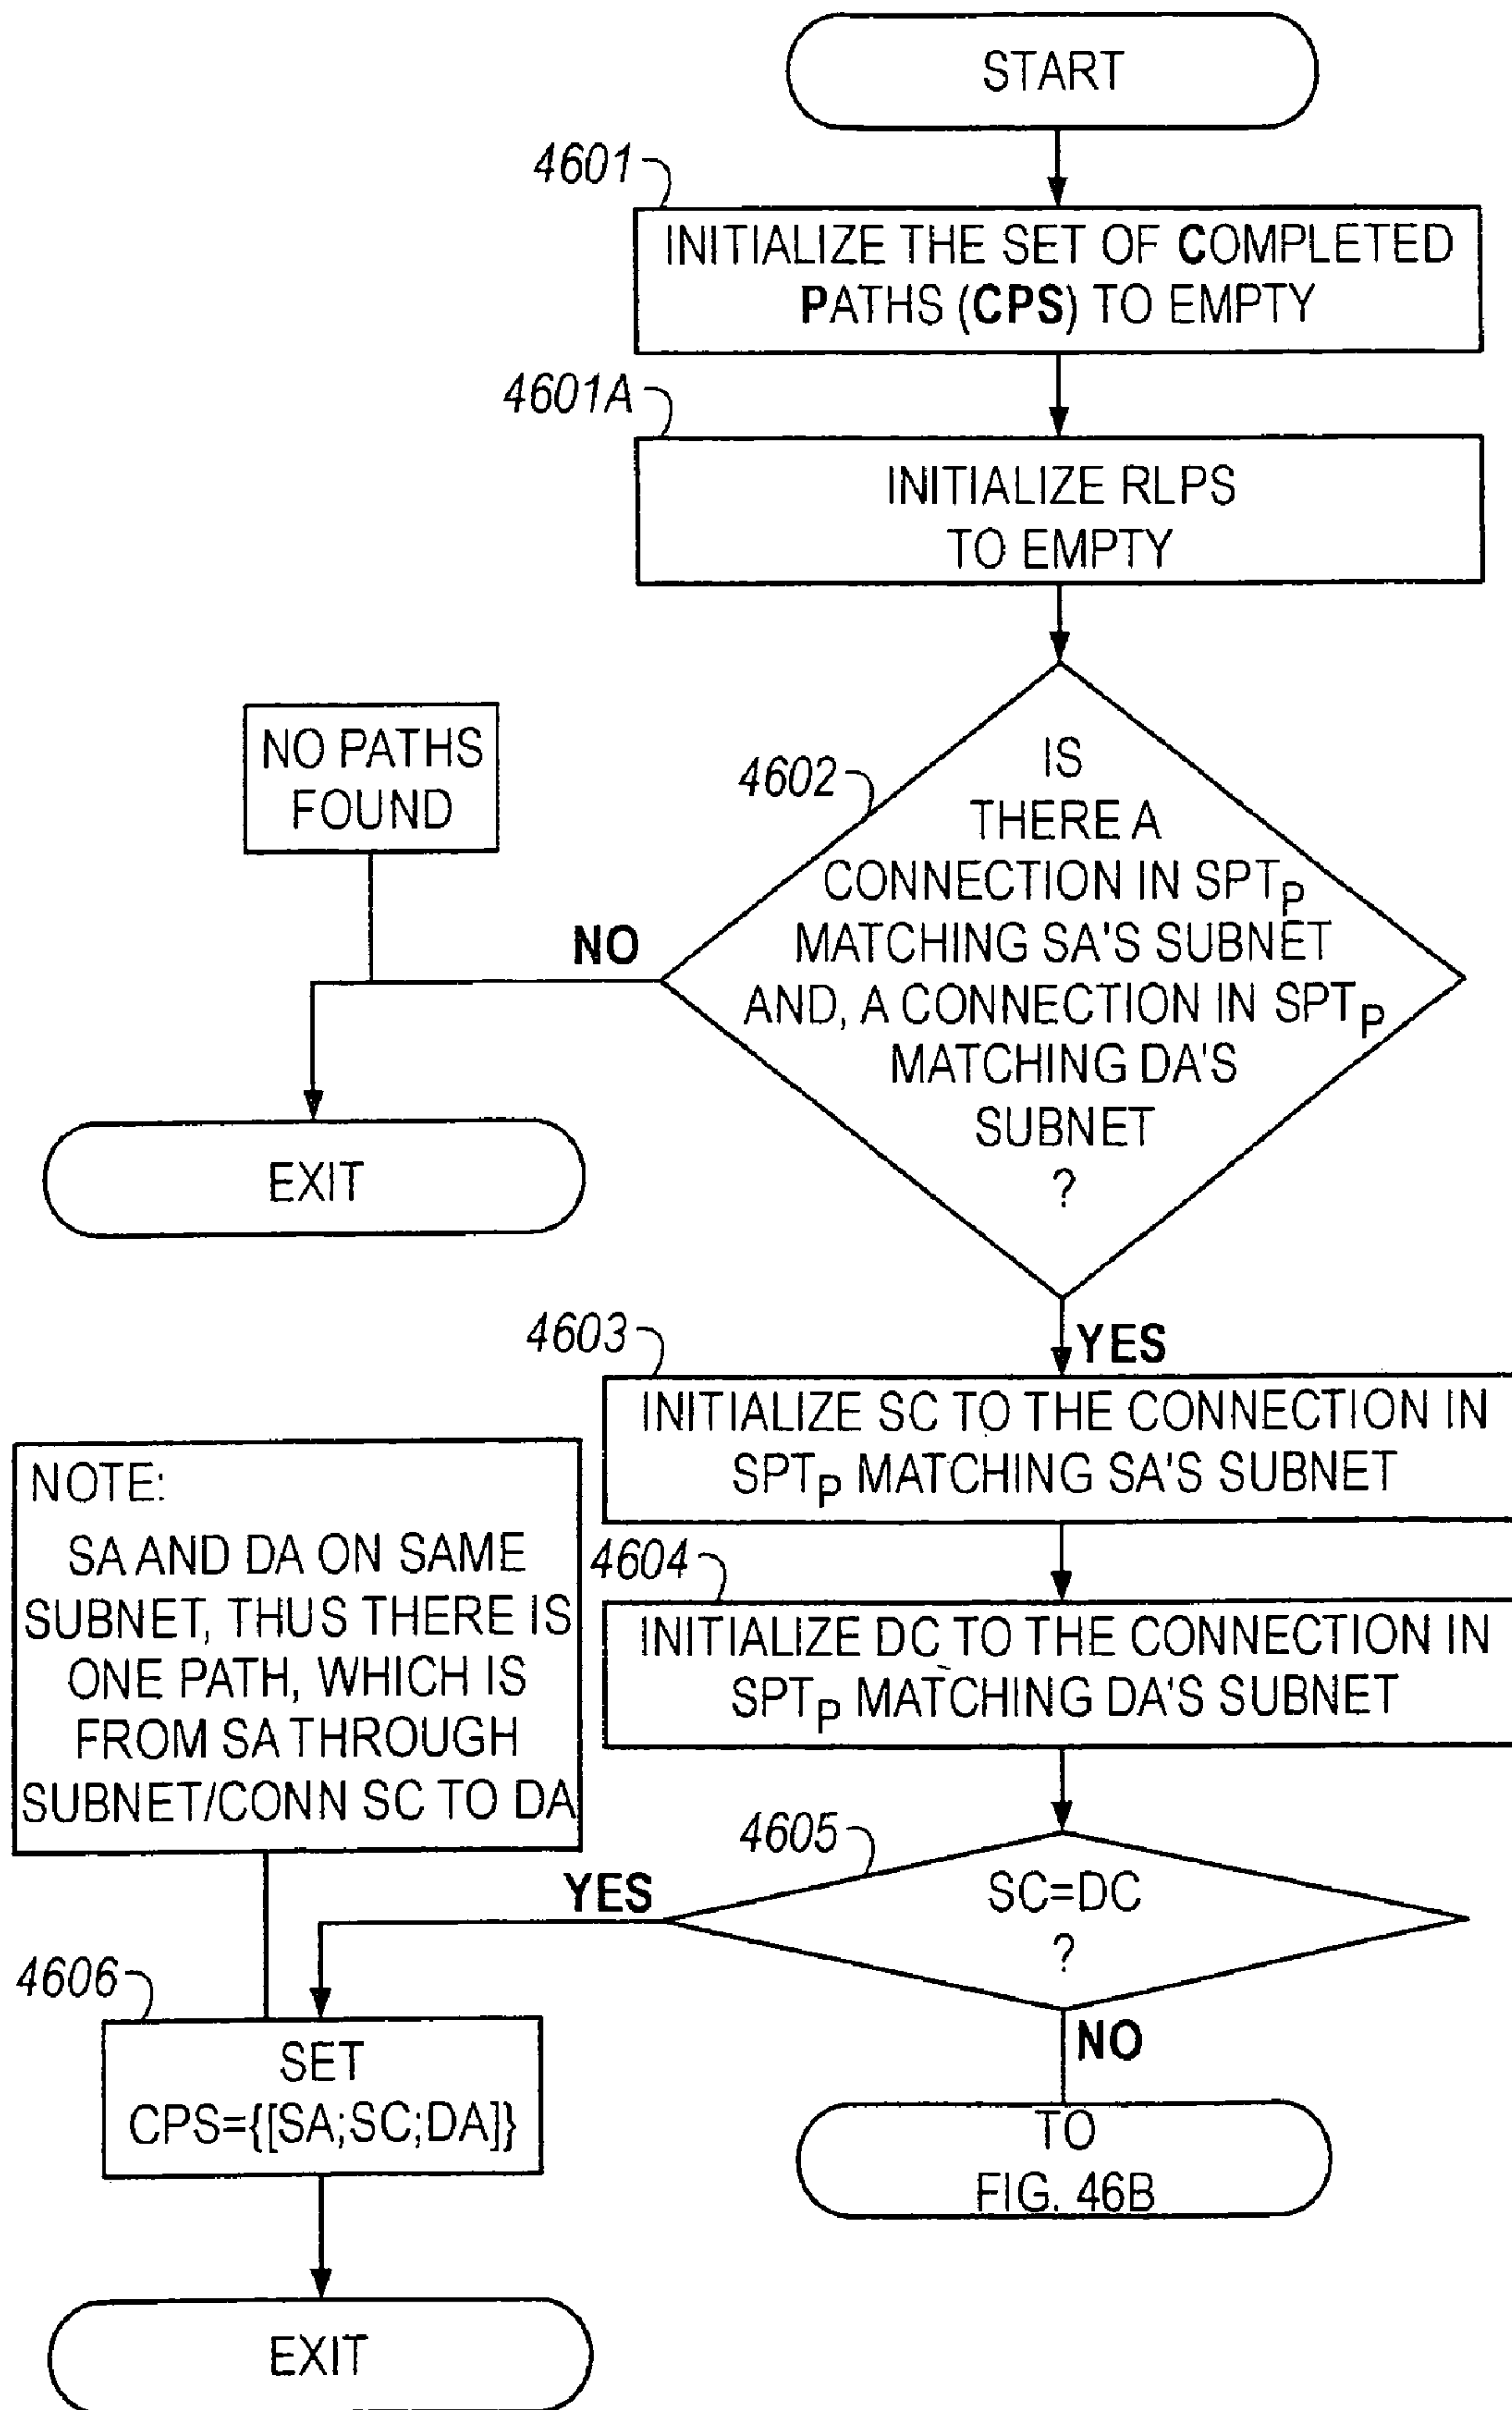 START
4601
INITIALIZE THE SET OF COMPLETED
PATHS (CPS) TO EMPTY
4601A
INITIALIZE RLPS
TO EMPTY
NO PATHS
FOUND
4602
IS
THERE A
CONNECTION IN SPTP
MATCHING SA'S SUBNET
AND, A CONNECTION IN SPTP
MATCHING DA'S
SUBNET
?
NO
EXIT
YES
4603
INITIALIZE SC TO THE CONNECTION IN
SPTP MATCHING SA'S SUBNET
4604
INITIALIZE DC TO THE CONNECTION IN
SPTP MATCHING DA'S SUBNET
NOTE:
SA AND DA ON SAME
SUBNET, THUS THERE IS
ONE PATH, WHICH IS
FROM SA THROUGH
SUBNET/CONN SC TO DA
4605
SC=DC
?
YES
4606
SET
CPS={[SA;SC;DA]}
NO
TO
FIG. 46B
EXIT